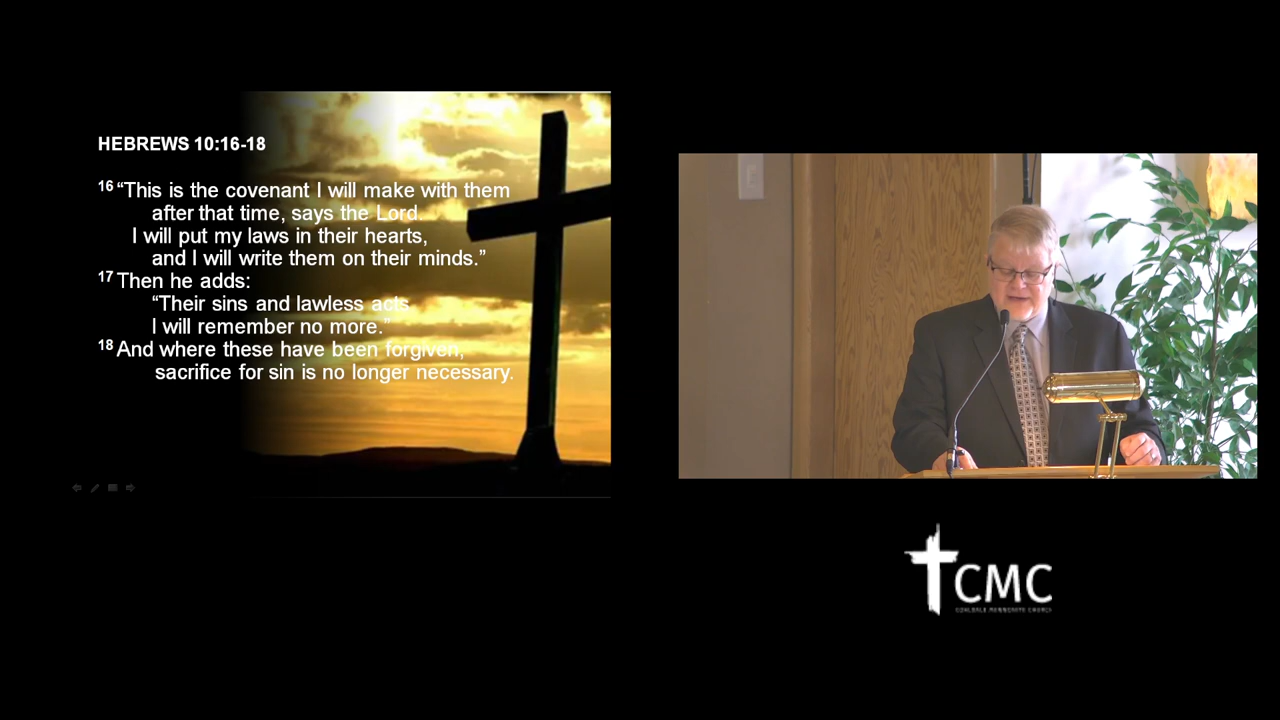 HEBREWS 10:16-18
16 “This is the covenant I will make with them
after that time, says the Lord.
I will put my laws in their hearts,
and I will write them on their minds.”
17 Then he adds:
“Their sins and lawless acts
I will remember no more.”
18 And where these have been forgiven,
sacrifice for sin is no longer necessary.
CMC
COALDALE MENNONITE CHURCH